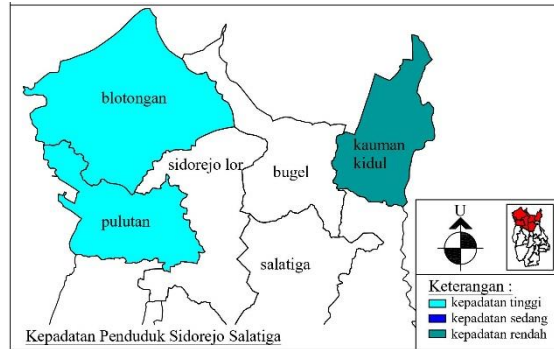 blotongan
sidorejo lor
bugel
kauman
kidul
pulutan
salatiga
U
Keterangan :
kepadatan tinggi
kepadatan sedang
kepadatan rendah
Kepadatan Penduduk Sidorejo Salatiga